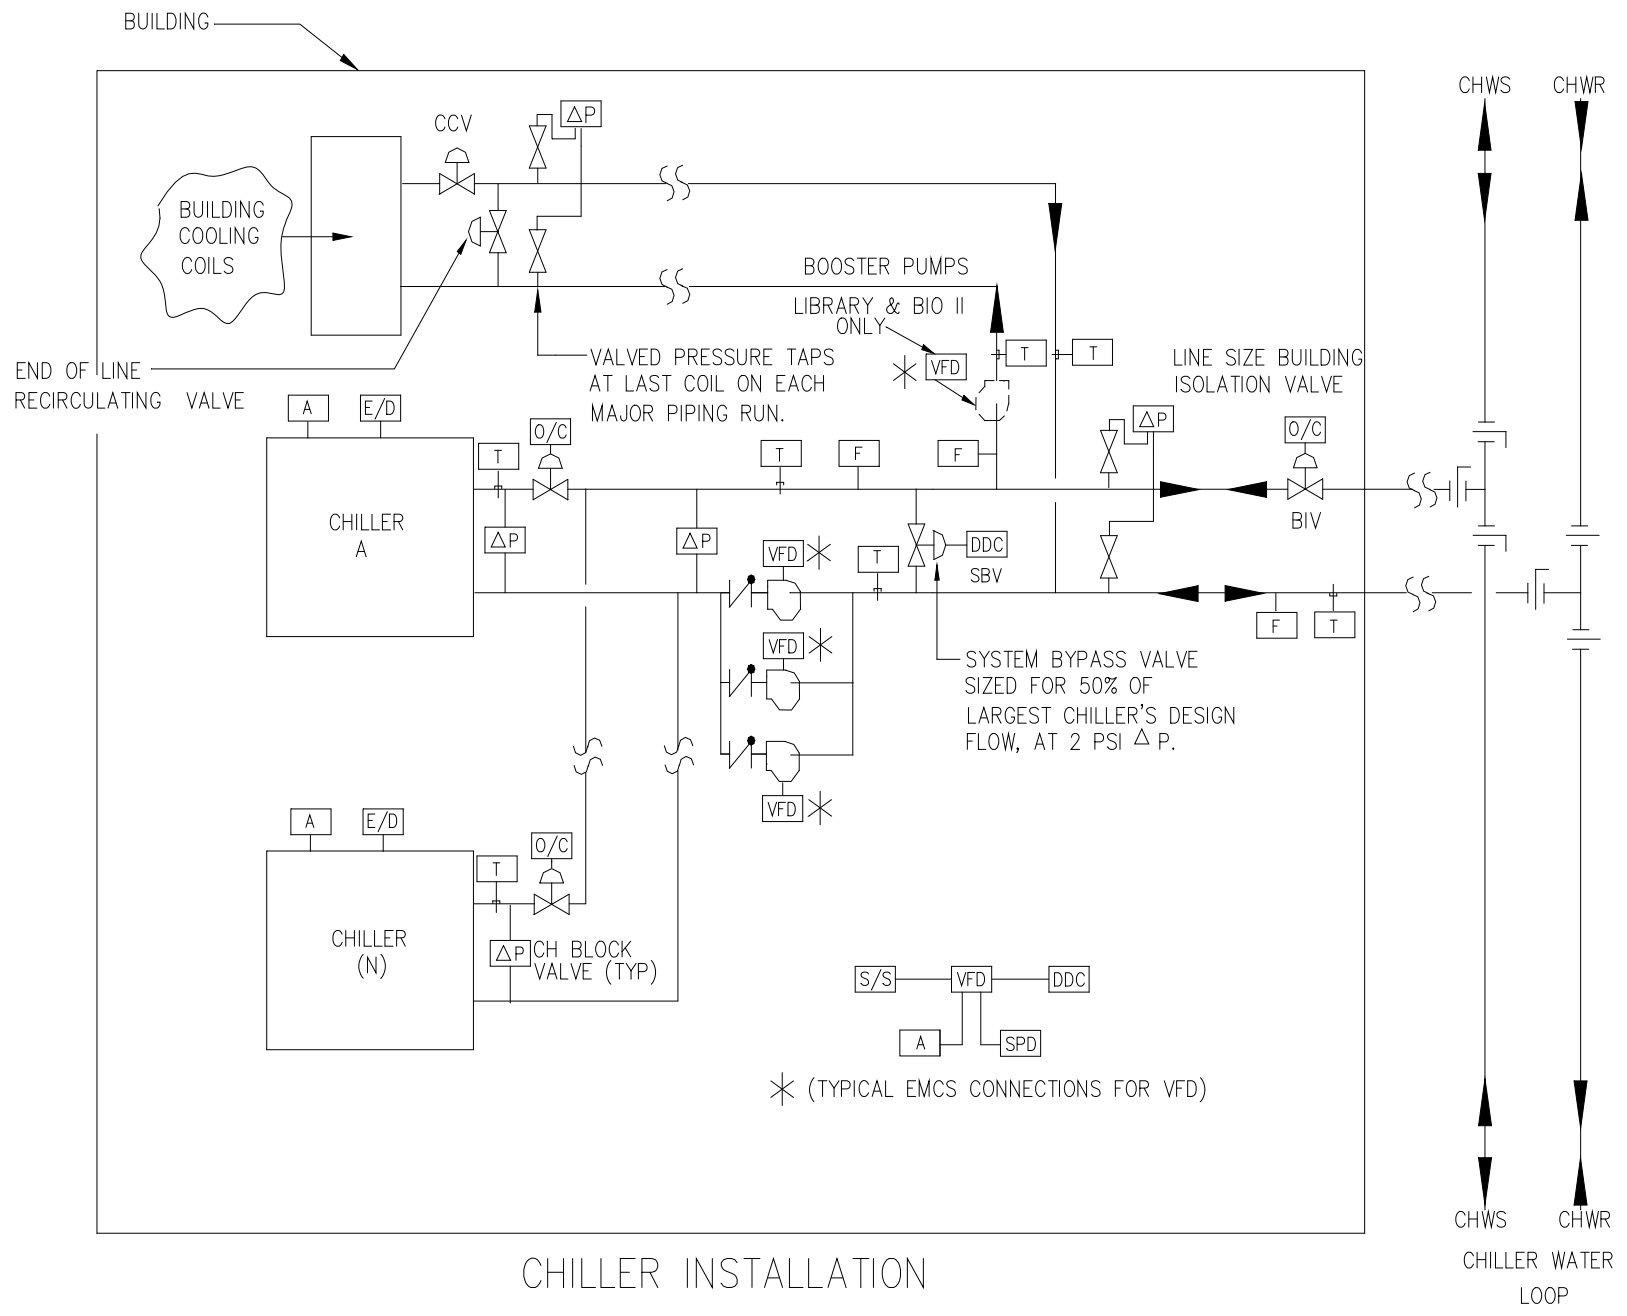 BUILDING
CHWS
CHWR
ΔP
CCV
BUILDING
COOLING
COILS
BOOSTER PUMPS
LIBRARY & BIO II
ONLY
VFD
T
T
VALVED PRESSURE TAPS
AT LAST COIL ON EACH
MAJOR PIPING RUN.
LINE SIZE BUILDING
ISOLATION VALVE
END OF LINE
RECIRCULATING VALVE
A
E/D
O/C
T
T
F
F
ΔP
O/C
BIV
CHILLER
A
ΔP
ΔP
VFD
T
DDC
SBV
F
T
VFD
SYSTEM BYPASS VALVE
SIZED FOR 50% OF
LARGEST CHILLER'S DESIGN
FLOW, AT 2 PSI Δ P.
VFD
A
E/D
O/C
T
CHILLER
(N)
ΔP
CH BLOCK
VALVE (TYP)
S/S
VFD
DDC
A
SPD
(TYPICAL EMCS CONNECTIONS FOR VFD)
CHWS
CHWR
CHILLER WATER
LOOP
CHILLER INSTALLATION